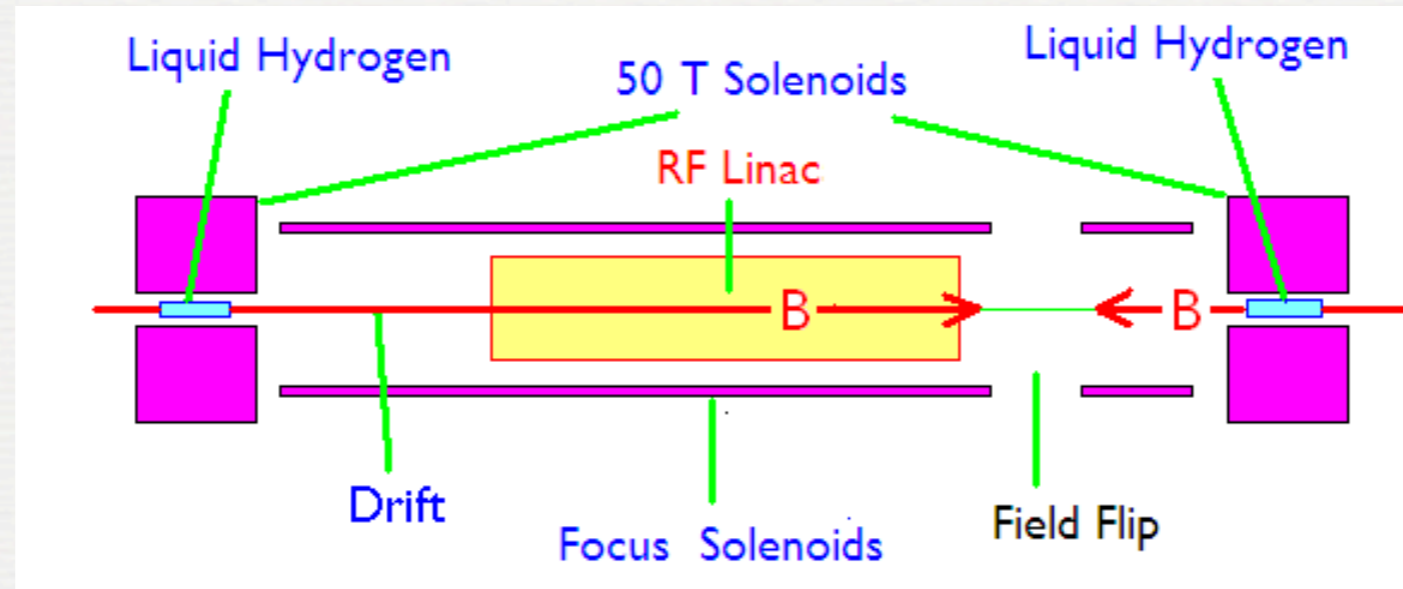 Liquid Hydrogen
Liquid Hydrogen
50 T Solenoids
RF Linac
B
B
Drift
Field Flip
Focus Solenoids